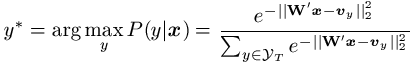 $$y^* = \arg\max_y P(y|\boldsymbol{x}) = \frac{e^{-||\mathbf{W}'\boldsymbol{x}-\boldsymbol{v}_y||_2^2}}{\sum_{y \in \mathcal{Y}_T} e^{-||\mathbf{W}'\boldsymbol{x}-\boldsymbol{v}_y||_2^2}}$$